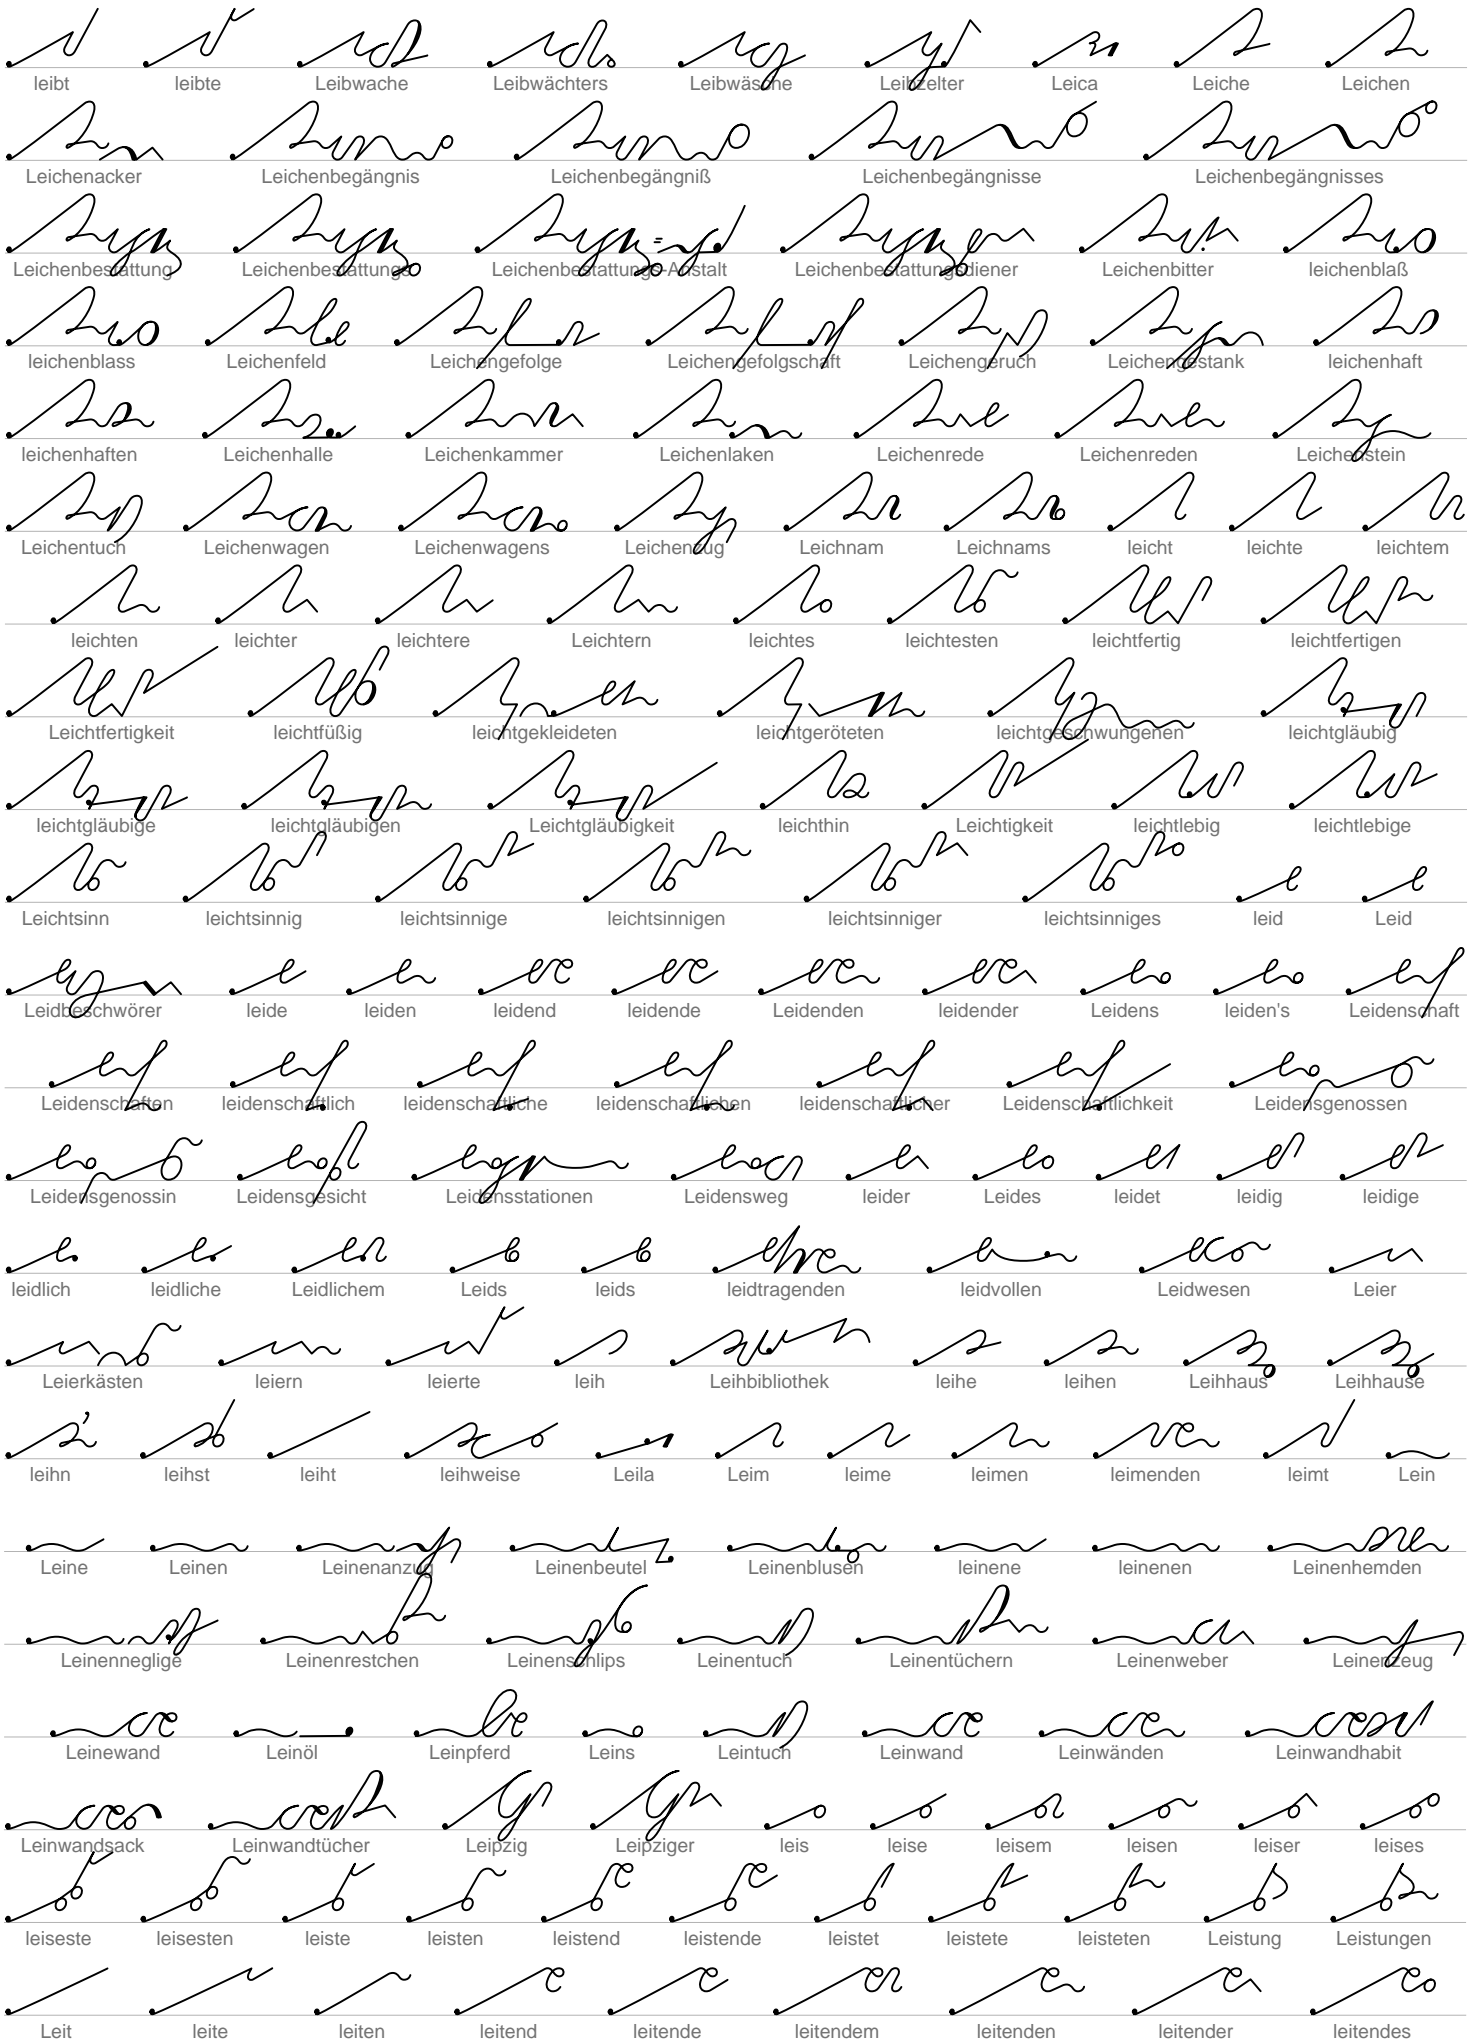 leibt leibte Leibwache Leibwächters Leibwäsche Leibzelter Leica Leiche Leichen
Leichenacker Leichenbegängnis Leichenbegängniß Leichenbegängnisse Leichenbegängnisses
Leichenbestattung Leichenbestattungs Leichenbestattungs-Anstalt Leichenbestattungsdiener Leichenbitter leichenblaß
leichenblass Leichenfeld Leichengefolge Leichengefolgschaft Leichengeruch Leichengestank leichenhaft
leichenhaften Leichenhalle Leichenkammer Leichenlaken Leichenrede Leichenreden Leichenstein
Leichentuch Leichenwagen Leichenwagens Leichenzug Leichnam Leichnams leicht leichte leichtem
leichten leichter leichtere Leichtern leichtes leichtesten leichtfertig leichtfertigen
Leichtfertigkeit leichtfüßig leichtgekleideten leichtgeröteten leichtgeschwungenen leichtgläubig
leichtgläubige leichtgläubigen Leichtgläubigkeit leichthin Leichtigkeit leichtlebig leichtlebige
Leichtsinn leichtsinnig leichtsinnige leichtsinnigen leichtsinniger leichtsinniges leid Leid
Leidbeschwörer leide leiden leidend leidende Leidenden leidender Leidens leiden's Leidenschaft
Leidenschaften leidenschaftlich leidenschaftliche leidenschaftlichen leidenschaftlicher Leidenschaftlichkeit Leidensgenossen
Leidensgenossin Leidensgesicht Leidensstationen Leidensweg leider Leides leidet leidig leidige
leidlich leidliche Leidlichem Leids leids leidtragenden leidvollen Leidwesen Leier
Leierkästen leiern leierte leih Leihbibliothek leihe leihen Leihhaus Leihhause
leihn leihst leiht leihweise Leila Leim leime leimen leimenden leimt Lein
Leine Leinen Leinenanzug Leinenbeutel Leinenblusen leinene leinenen Leinenhemden
Leinenneglige Leinenrestchen Leinenschlips Leinentuch Leinentüchern Leinenweber Leinenzeug
Leinewand Leinöl Leinpferd Leins Leintuch Leinwand Leinwänden Leinwandhabit
Leinwandsack Leinwandtücher Leipzig Leipziger leis leise leisem leisen leiser leises
leiseste leisesten leiste leisten leistend leistende leistet leistete leisteten Leistung Leistungen
Leit leite leiten leitend leitende leitendem leitenden leitender leitendes